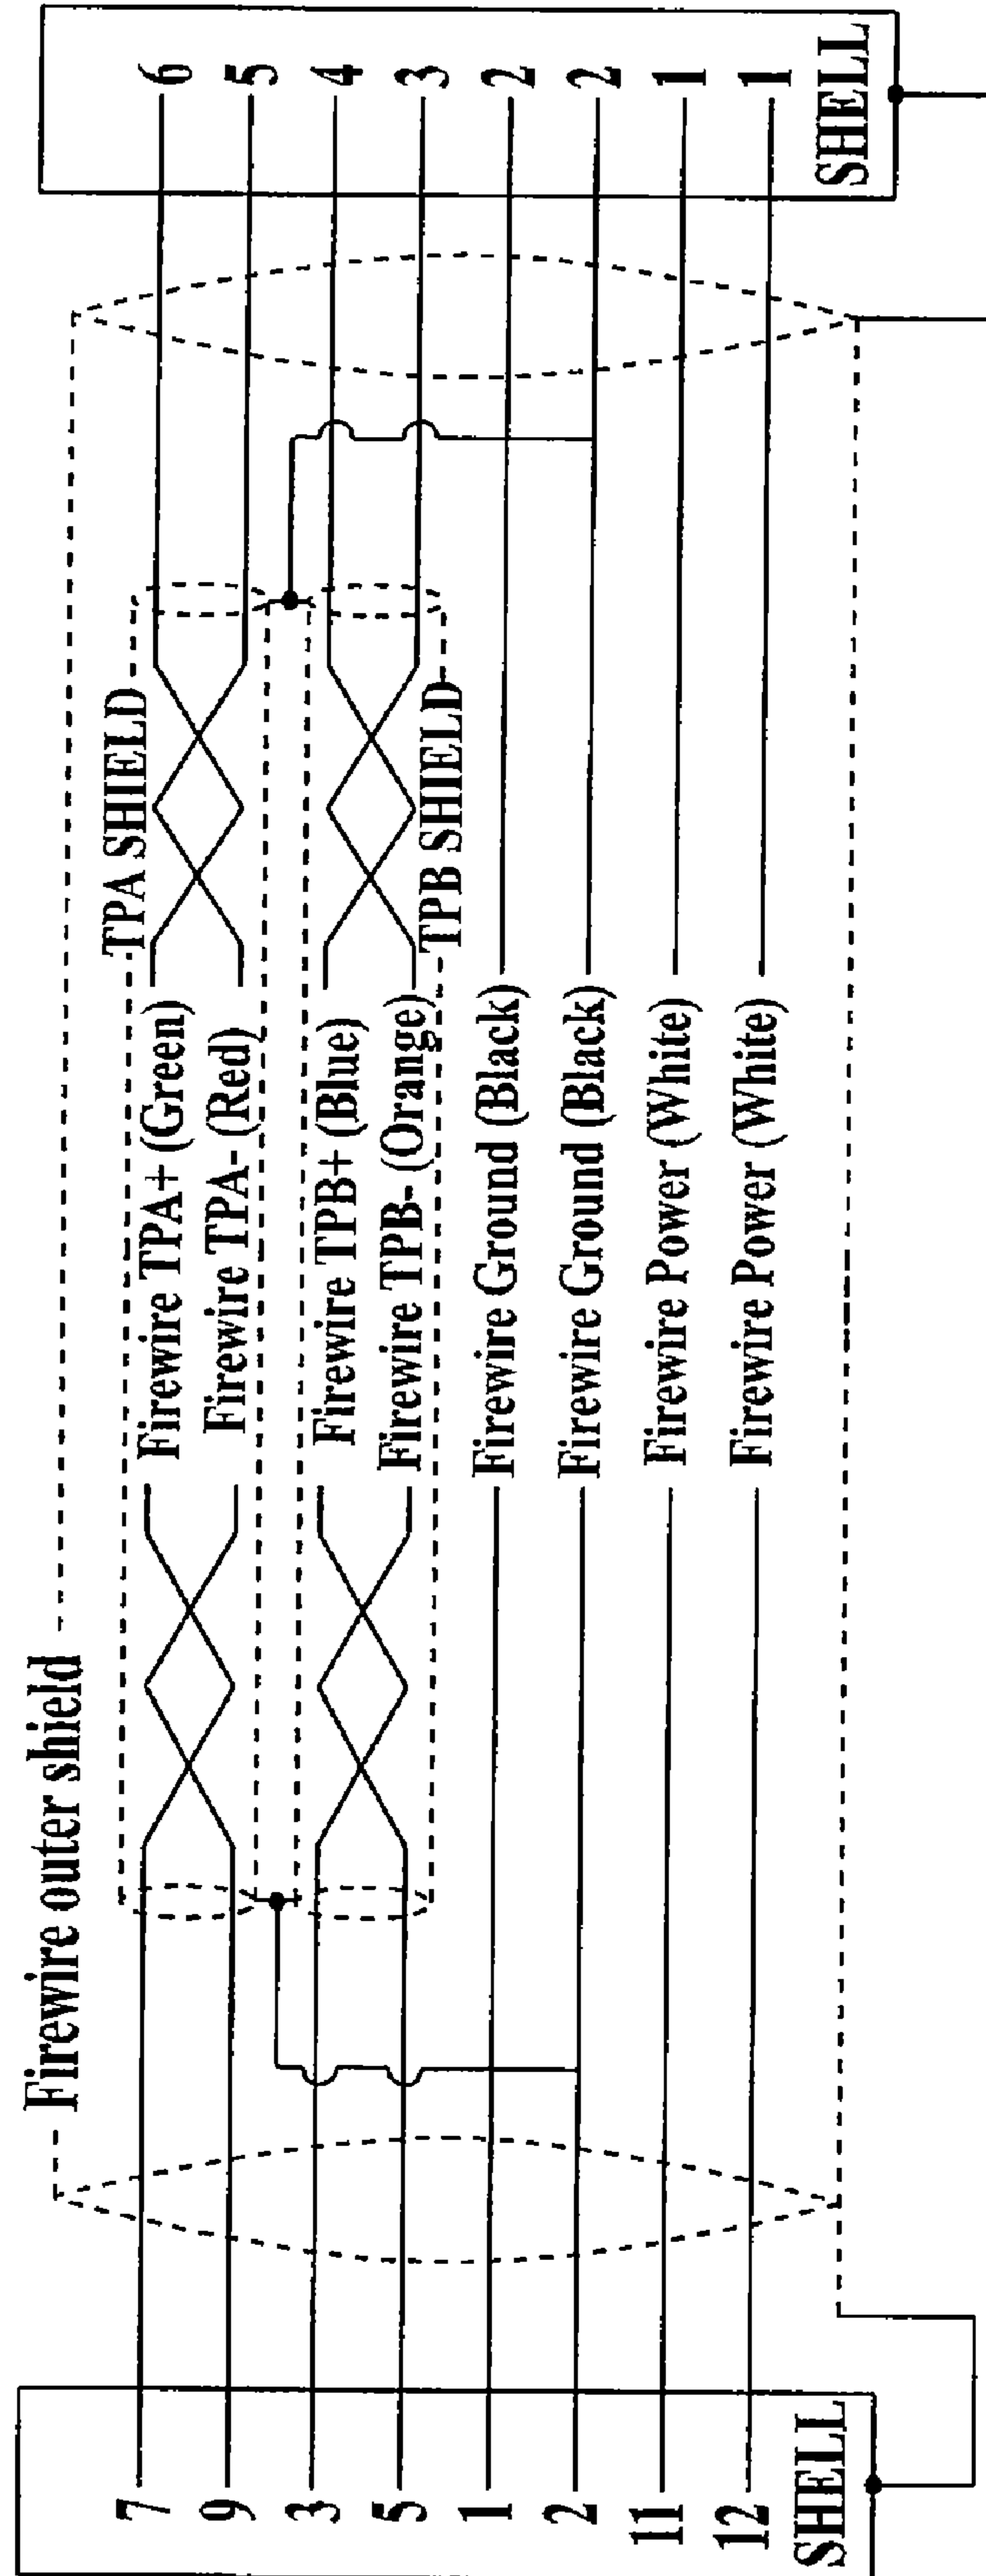 Firewire outer shield
TPA SHIELD
7 Firewire TPA+ (Green) 6
9 Firewire TPA- (Red) 5
3 Firewire TPB+ (Blue) 4
5 Firewire TPB- (Orange) 3
TPB SHIELD
1 Firewire Ground (Black) 2
2 Firewire Ground (Black) 2
11 Firewire Power (White) 1
12 Firewire Power (White) 1
SHELL SHELL